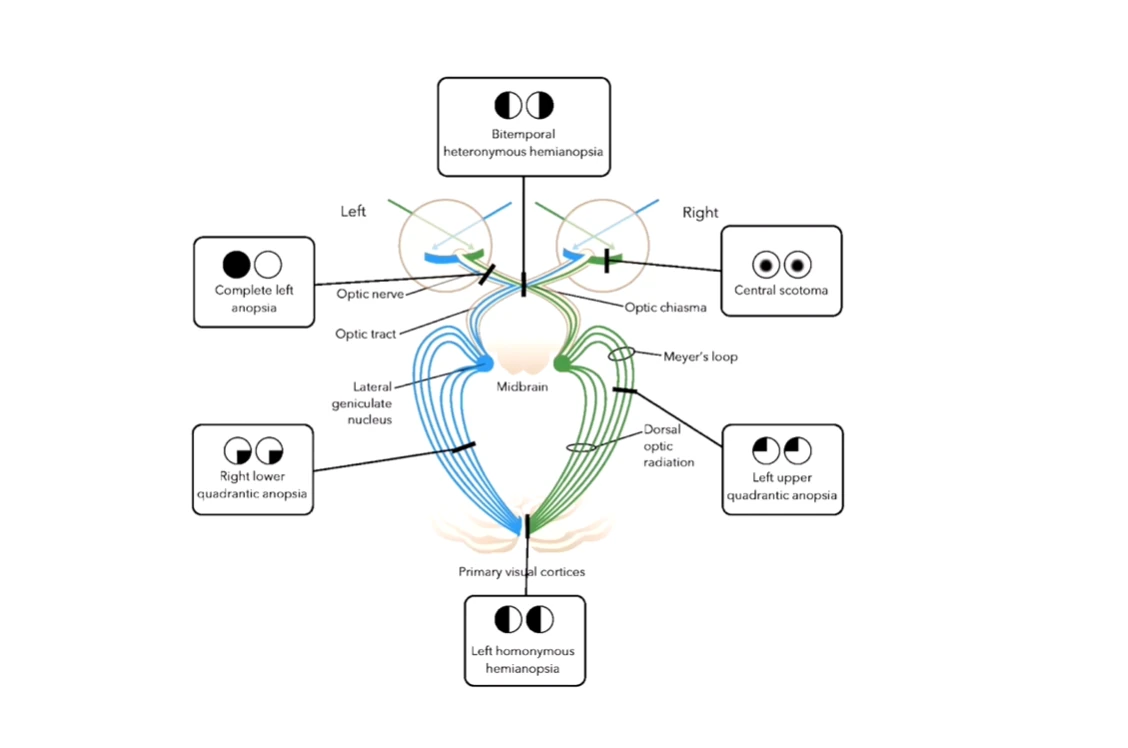 Bitemporal
heteronymous hemianopsia
Left
Right
Complete left
anopsia
Central scotoma
Optic nerve
Optic chiasma
Optic tract
Meyer's loop
Midbrain
Lateral
geniculate
nucleus
Dorsal
optic
radiation
Right lower
quadrantic anopsia
Left upper
quadrantic anopsia
Primary visual cortices
Left homonymous
hemianopsia